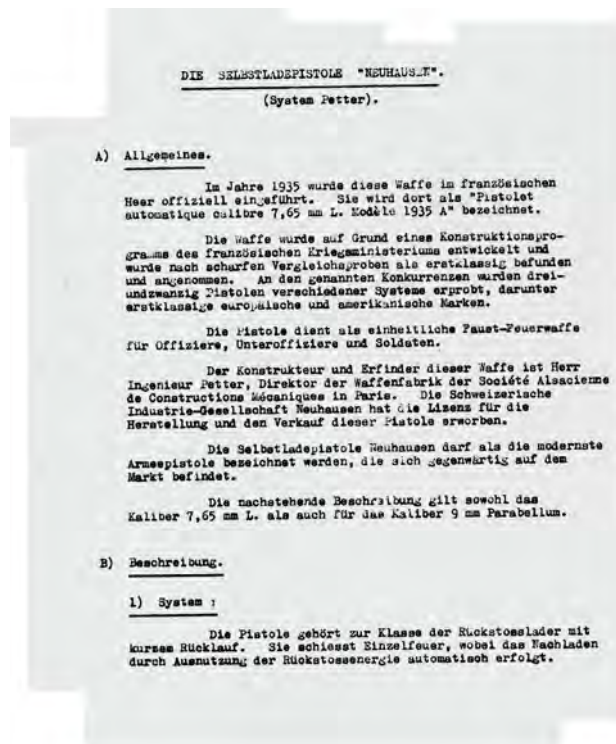 DIE SELBSTLADEPISTOLE "NEUHAUSEN".
(System Petter).
A) Allgemeines.
Im Jahre 1935 wurde diese Waffe im französischen
Heer offiziell eingeführt. Sie wird dort als "Pistolet
automatique calibre 7,65 mm L. Modèle 1935 A" bezeichnet.
Die Waffe wurde auf Grund eines Konstruktionspro-
gramms des französischen Kriegsministeriums entwickelt und
wurde nach scharfen Vergleichsproben als erstklassig befunden
und angenommen. An den genannten Konkurrenzen wurden drei-
undzwanzig Pistolen verschiedener Systeme erprobt, darunter
erstklassige europäische und amerikanische Marken.
Die Pistole dient als einheitliche Faust-Feuerwaffe
für Offiziere, Unteroffiziere und Soldaten.
Der Konstrukteur und Erfinder dieser Waffe ist Herr
Ingenieur Petter, Direktor der Waffenfabrik der Société Alsacienne
de Constructions Mécaniques in Paris. Die Schweizerische
Industrie-Gesellschaft Neuhausen hat die Lizenz für die
Herstellung und den Verkauf dieser Pistole erworben.
Die Selbstladepistole Neuhausen darf als die modernste
Armeepistole bezeichnet werden, die sich gegenwärtig auf dem
Markt befindet.
Die nachstehende Beschreibung gilt sowohl das
Kaliber 7,65 mm L. als auch für das Kaliber 9 mm Parabellum.
B) Beschreibung.
1) System :
Die Pistole gehört zur Klasse der Rückstosslader mit
kurzem Rücklauf. Sie schiesst Einzelfeuer, wobei das Nachladen
durch Ausnutzung der Rückstossenergie automatisch erfolgt.